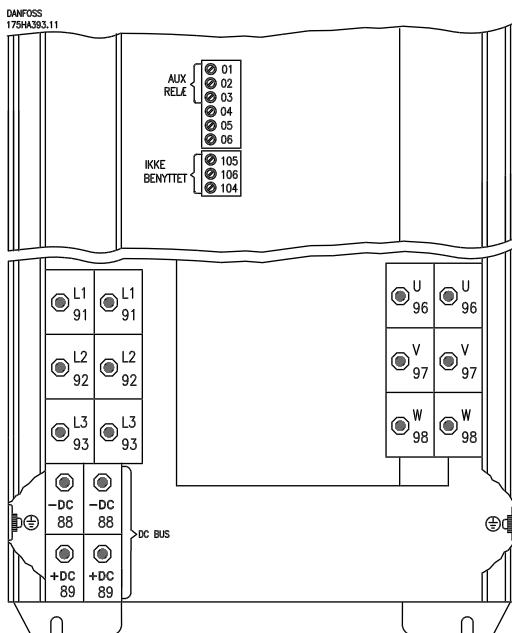 DANFOSS
175HA393.11
AUX
RELÆ
01
02
03
04
05
06
IKKE
BENYTTET
105
106
104
L1
91
L1
91
U
96
U
96
L2
92
L2
92
V
97
V
97
L3
93
L3
93
W
98
W
98
-DC
88
-DC
88
DC BUS
+DC
89
+DC
89